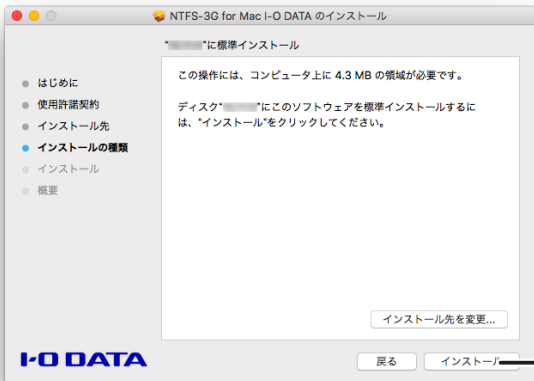 NTFS-3G for Mac I-O DATA のインストール
"に標準インストール
はじめに
使用許諾契約
インストール先
インストールの種類
インストール
概要
この操作には、コンピュータ上に 4.3 MB の領域が必要です。
ディスク" "にこのソフトウェアを標準インストールするに
は、"インストール"をクリックしてください。
インストール先を変更...
I-O DATA
戻る
インストール